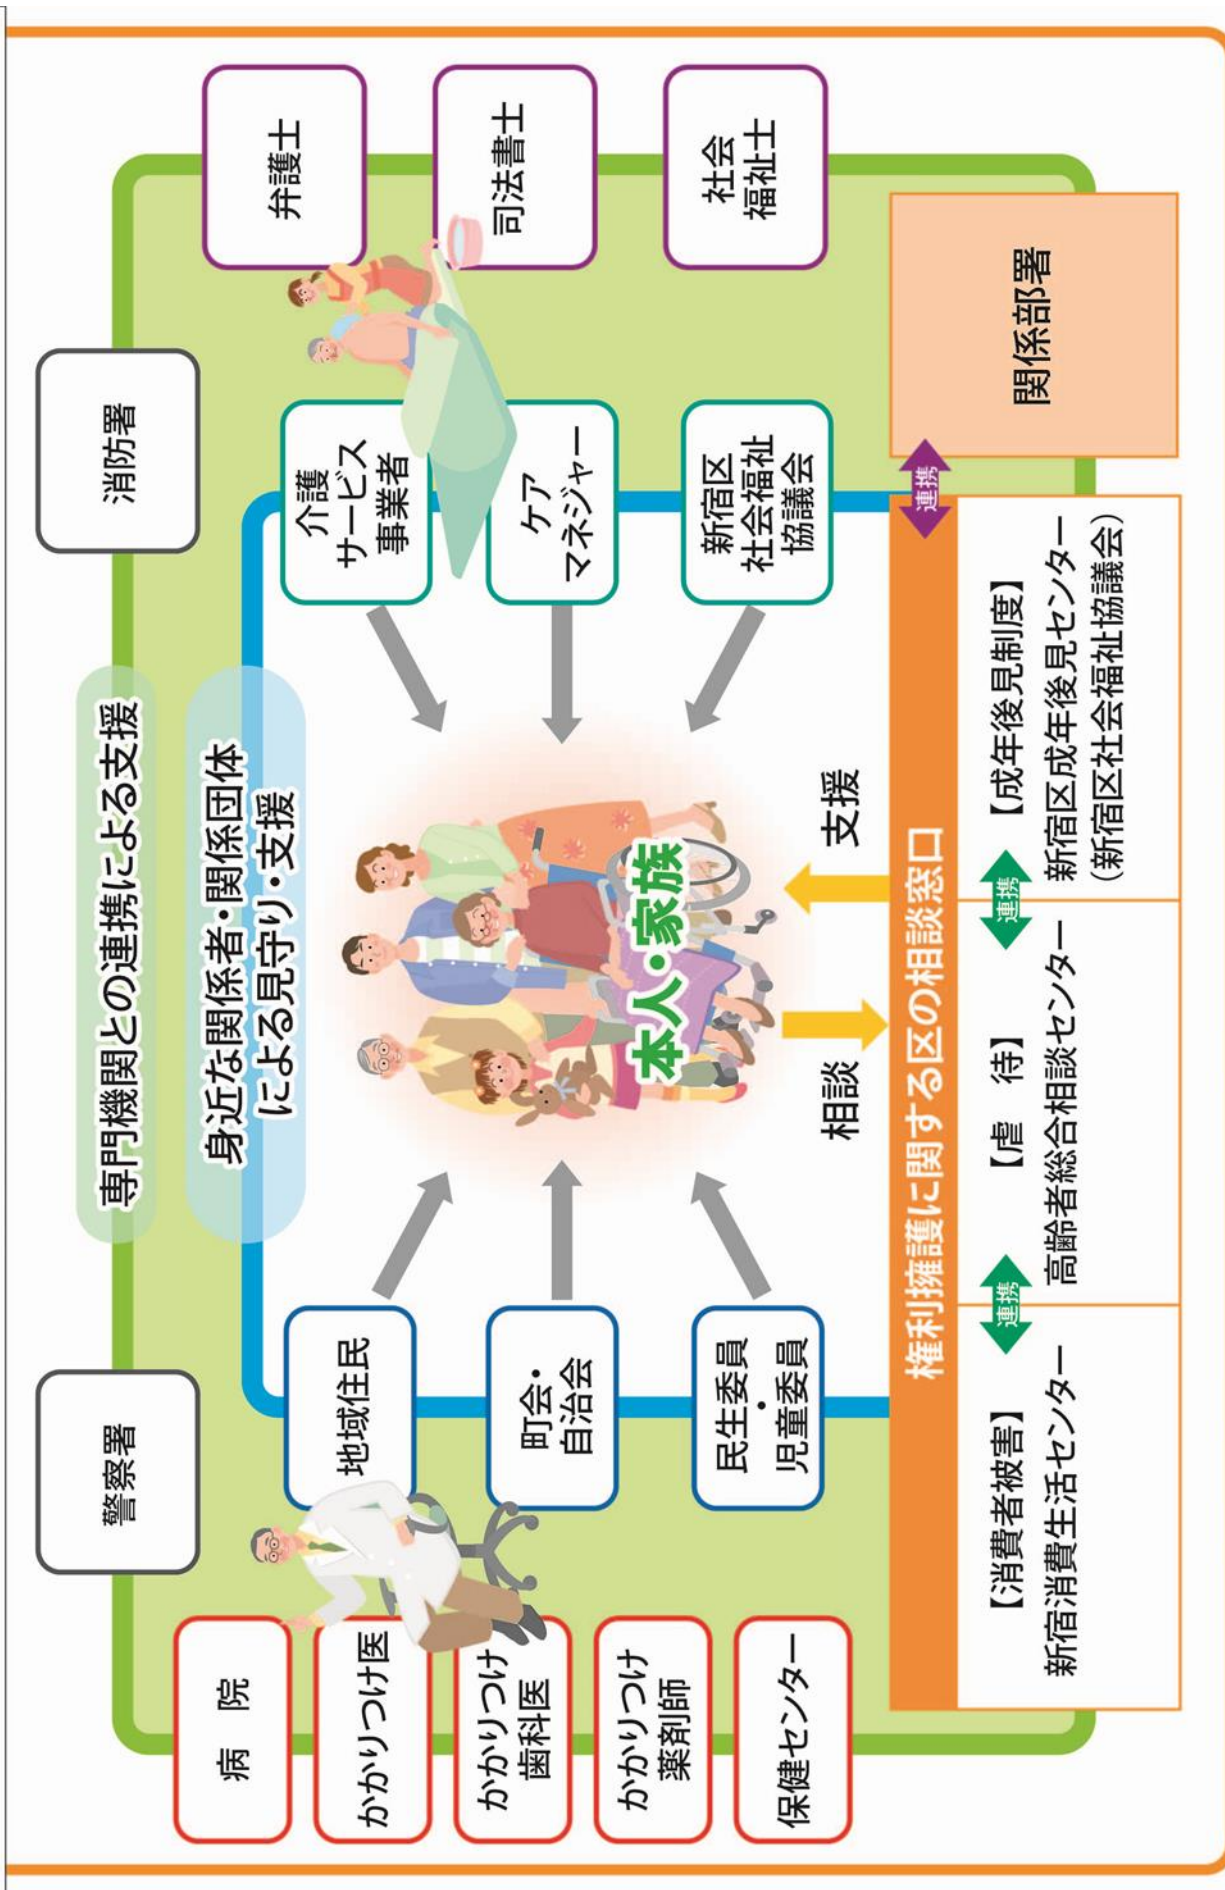 専門機関との連携による支援
警察署
消防署
身近な関係者・関係団体
による見守り・支援
病　院
かかりつけ医
かかりつけ
歯科医
かかりつけ
薬剤師
保健センター
地域住民
町会・
自治会
民生委員
・
児童委員
本人・家族
介護
サービス
事業者
ケア
マネジャー
新宿区
社会福祉
協議会
弁護士
司法書士
社会
福祉士
相談
支援
権利擁護に関する区の相談窓口
連携
関係部署
【消費者被害】
新宿消費生活センター
連携
【虐　待】
高齢者総合相談センター
連携
【成年後見制度】
新宿区成年後見センター
（新宿区社会福祉協議会）